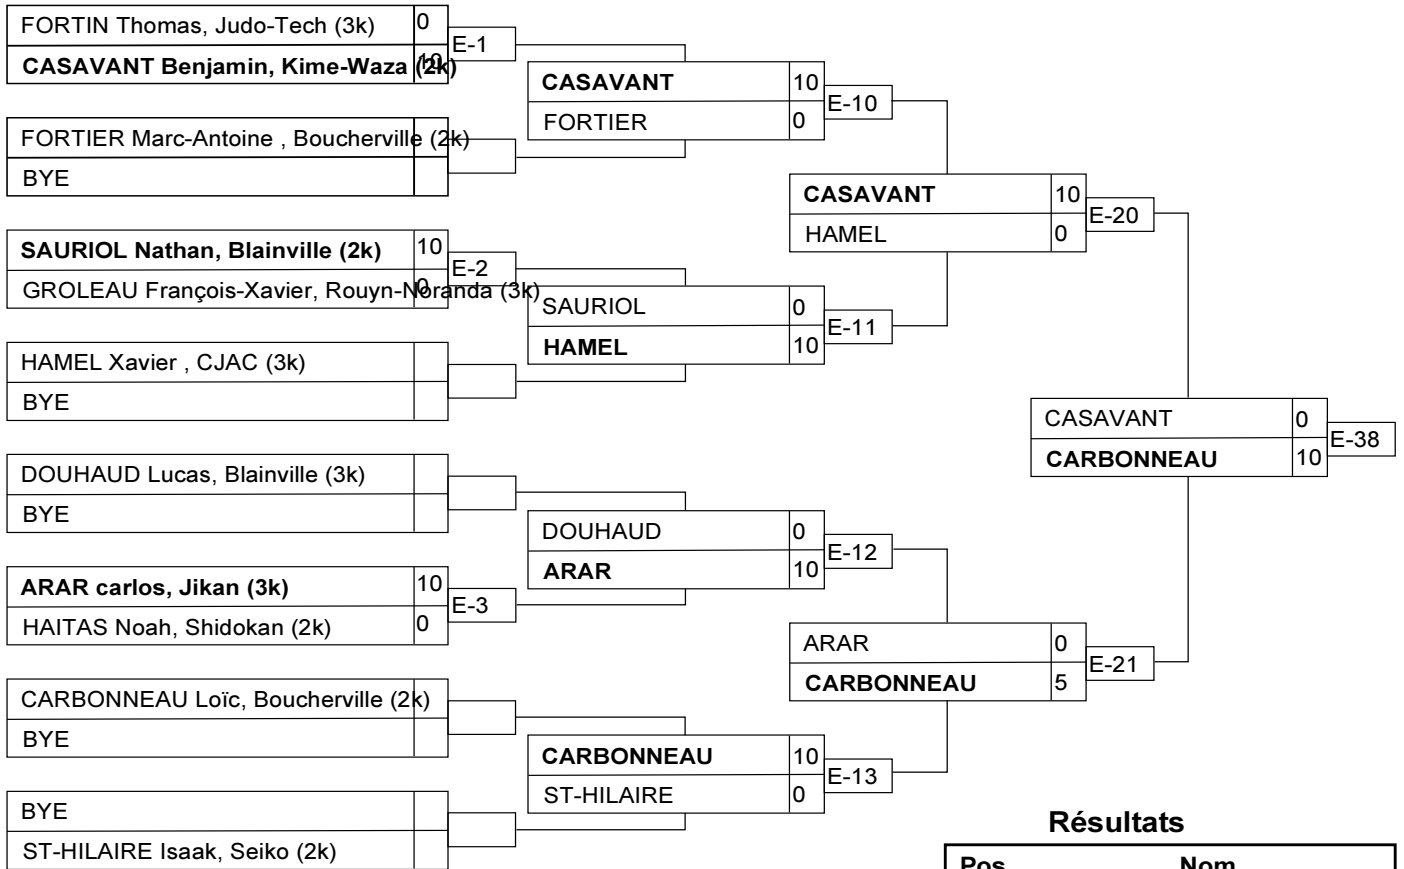 FORTIN Thomas, Judo-Tech (3k) 0
E-1
CASAVANT Benjamin, Kime-Waza (2k) 10
CASAVANT 10
E-10
FORTIER 0
FORTIER Marc-Antoine , Boucherville (2k)
BYE
CASAVANT 10
E-20
HAMEL 0
SAURIOL Nathan, Blainville (2k) 10
E-2
GROLEAU François-Xavier, Rouyn-Noranda (3k) 0
SAURIOL 0
E-11
HAMEL 10
HAMEL Xavier , CJAC (3k)
BYE
CASAVANT 0
E-38
CARBONNEAU 10
DOUHAUD Lucas, Blainville (3k)
BYE
DOUHAUD 0
E-12
ARAR 10
ARAR carlos, Jikan (3k) 10
E-3
HAITAS Noah, Shidokan (2k) 0
ARAR 0
E-21
CARBONNEAU 5
CARBONNEAU Loïc, Boucherville (2k)
BYE
CARBONNEAU 10
E-13
ST-HILAIRE 0
BYE
ST-HILAIRE Isaak, Seiko (2k)
Résultats
Pos Nom